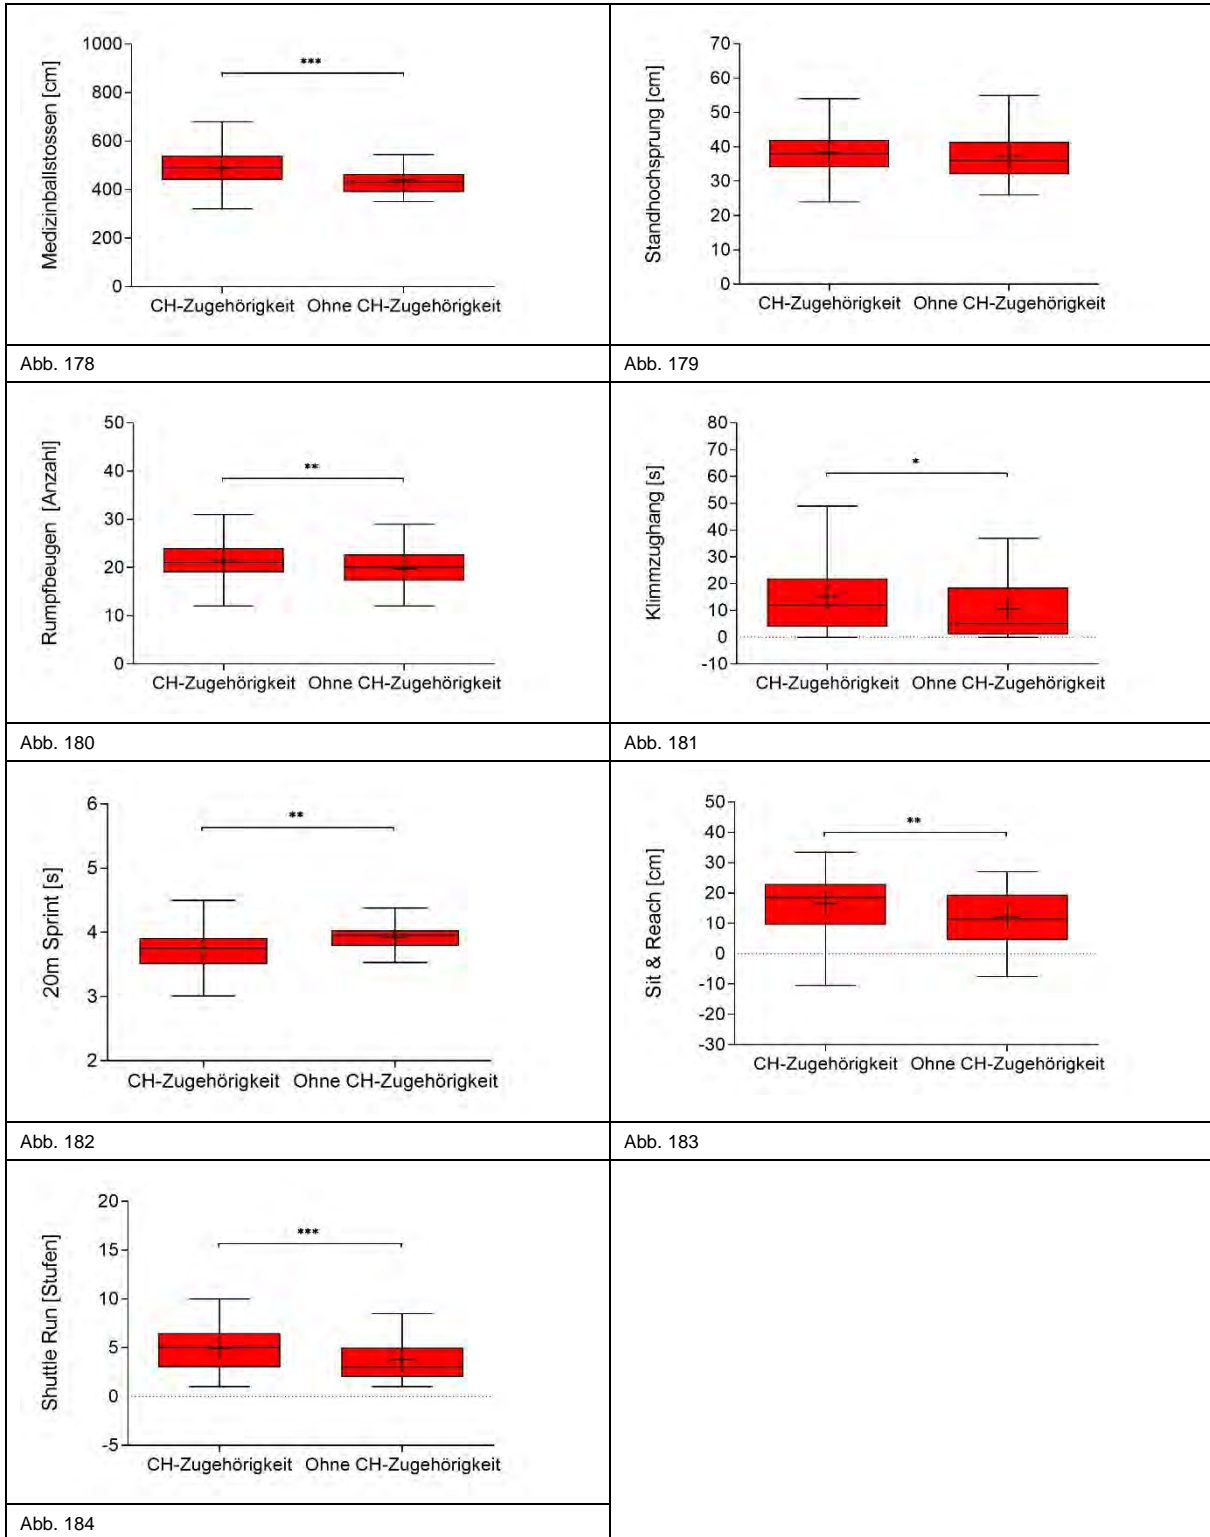 Medizinballstossen [cm]
1000
800
600
400
200
0
***
CH-Zugehörigkeit Ohne CH-Zugehörigkeit
Abb. 178
Standhochsprung [cm]
70
60
50
40
30
20
10
0
CH-Zugehörigkeit Ohne CH-Zugehörigkeit
Abb. 179
Rumpfbeugen [Anzahl]
50
40
30
20
10
0
**
CH-Zugehörigkeit Ohne CH-Zugehörigkeit
Abb. 180
Klimmzughang [s]
80
70
60
50
40
30
20
10
0
-10
*
CH-Zugehörigkeit Ohne CH-Zugehörigkeit
Abb. 181
20m Sprint [s]
6
5
4
3
2
**
CH-Zugehörigkeit Ohne CH-Zugehörigkeit
Abb. 182
Sit & Reach [cm]
50
40
30
20
10
0
-10
-20
-30
**
CH-Zugehörigkeit Ohne CH-Zugehörigkeit
Abb. 183
Shuttle Run [Stufen]
20
15
10
5
0
-5
***
CH-Zugehörigkeit Ohne CH-Zugehörigkeit
Abb. 184